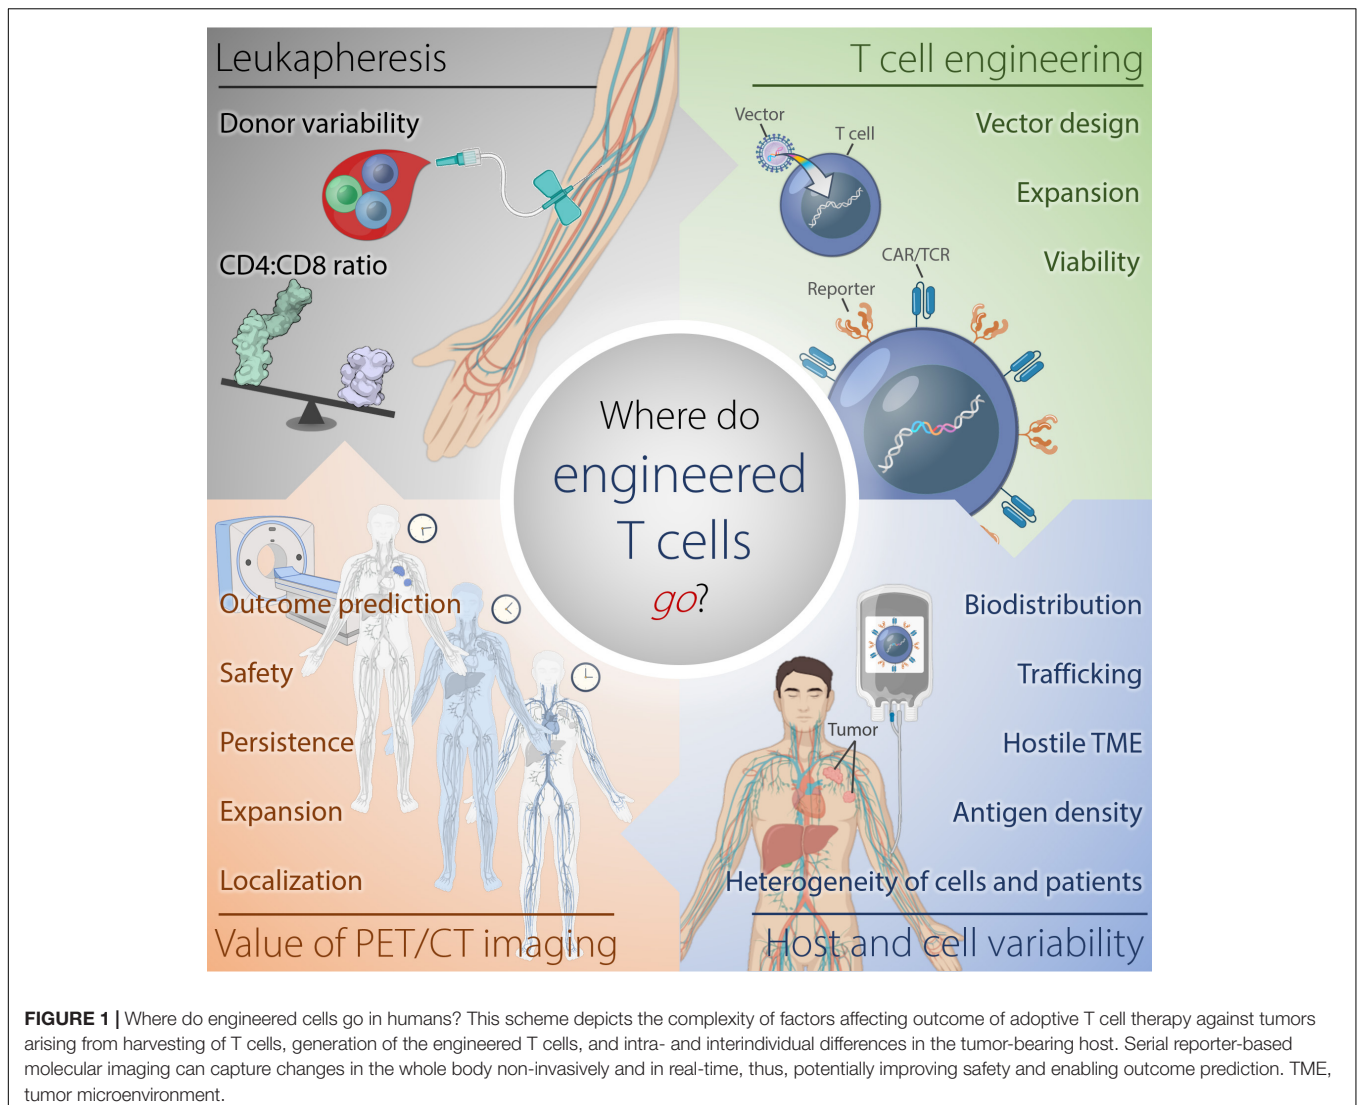 Leukapheresis
Donor variability
CD4:CD8 ratio
T cell engineering
Vector
T cell
Vector design
Expansion
Viability
CAR/TCR
Reporter
Where do
engineered
T cells
go?
Outcome prediction
Safety
Persistence
Expansion
Localization
Value of PET/CT imaging
Biodistribution
Trafficking
Hostile TME
Tumor
Antigen density
Heterogeneity of cells and patients
Host and cell variability
FIGURE 1 | Where do engineered cells go in humans? This scheme depicts the complexity of factors affecting outcome of adoptive T cell therapy against tumors
arising from harvesting of T cells, generation of the engineered T cells, and intra- and interindividual differences in the tumor-bearing host. Serial reporter-based
molecular imaging can capture changes in the whole body non-invasively and in real-time, thus, potentially improving safety and enabling outcome prediction. TME,
tumor microenvironment.